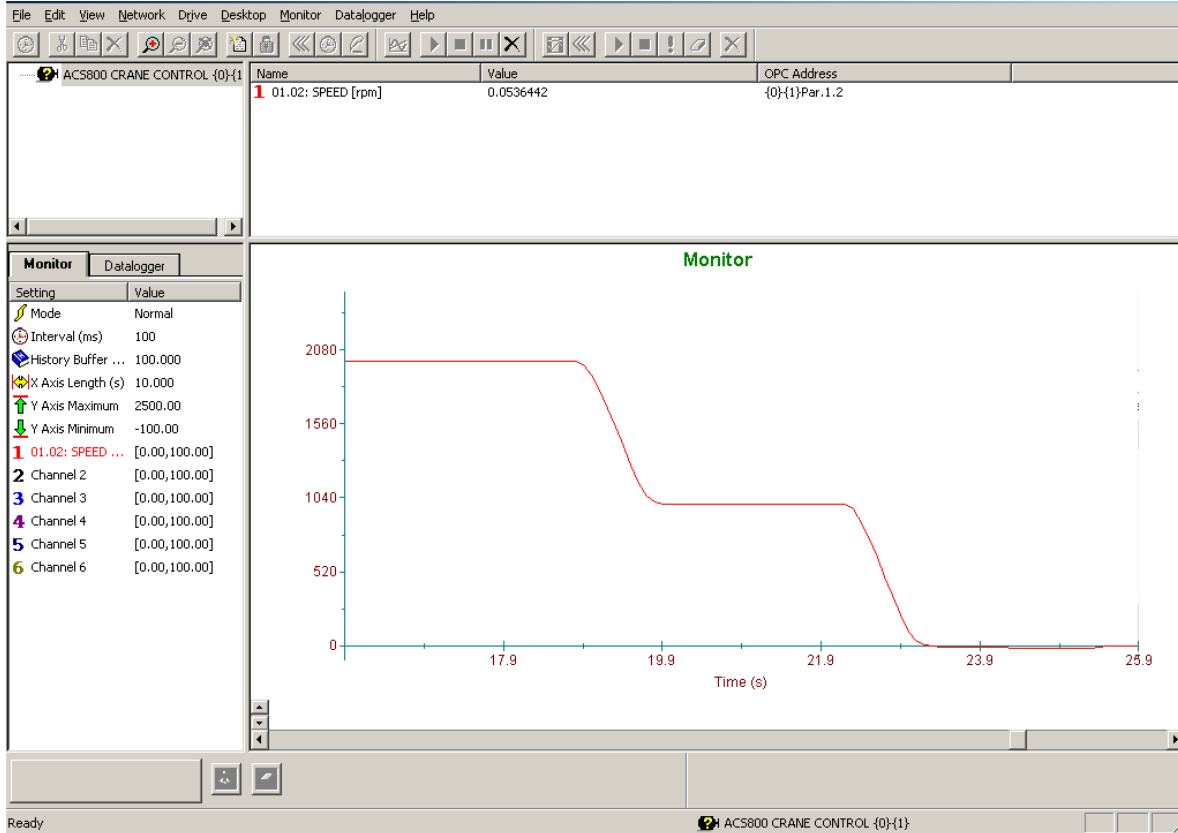 File Edit View Network Drive Desktop Monitor Datalogger Help
ACS800 CRANE CONTROL {0}{1
Name Value OPC Address
1 01.02: SPEED [rpm] 0.0536442 {0}{1}Par.1.2
Monitor Datalogger
Setting Value
Mode Normal
Interval (ms) 100
History Buffer ... 100.000
X Axis Length (s) 10.000
Y Axis Maximum 2500.00
Y Axis Minimum -100.00
1 01.02: SPEED ... [0.00,100.00]
2 Channel 2 [0.00,100.00]
3 Channel 3 [0.00,100.00]
4 Channel 4 [0.00,100.00]
5 Channel 5 [0.00,100.00]
6 Channel 6 [0.00,100.00]
Monitor
2080
1560
1040
520
0
17.9 19.9 21.9 23.9 25.9
Time (s)
Ready ACS800 CRANE CONTROL {0}{1}